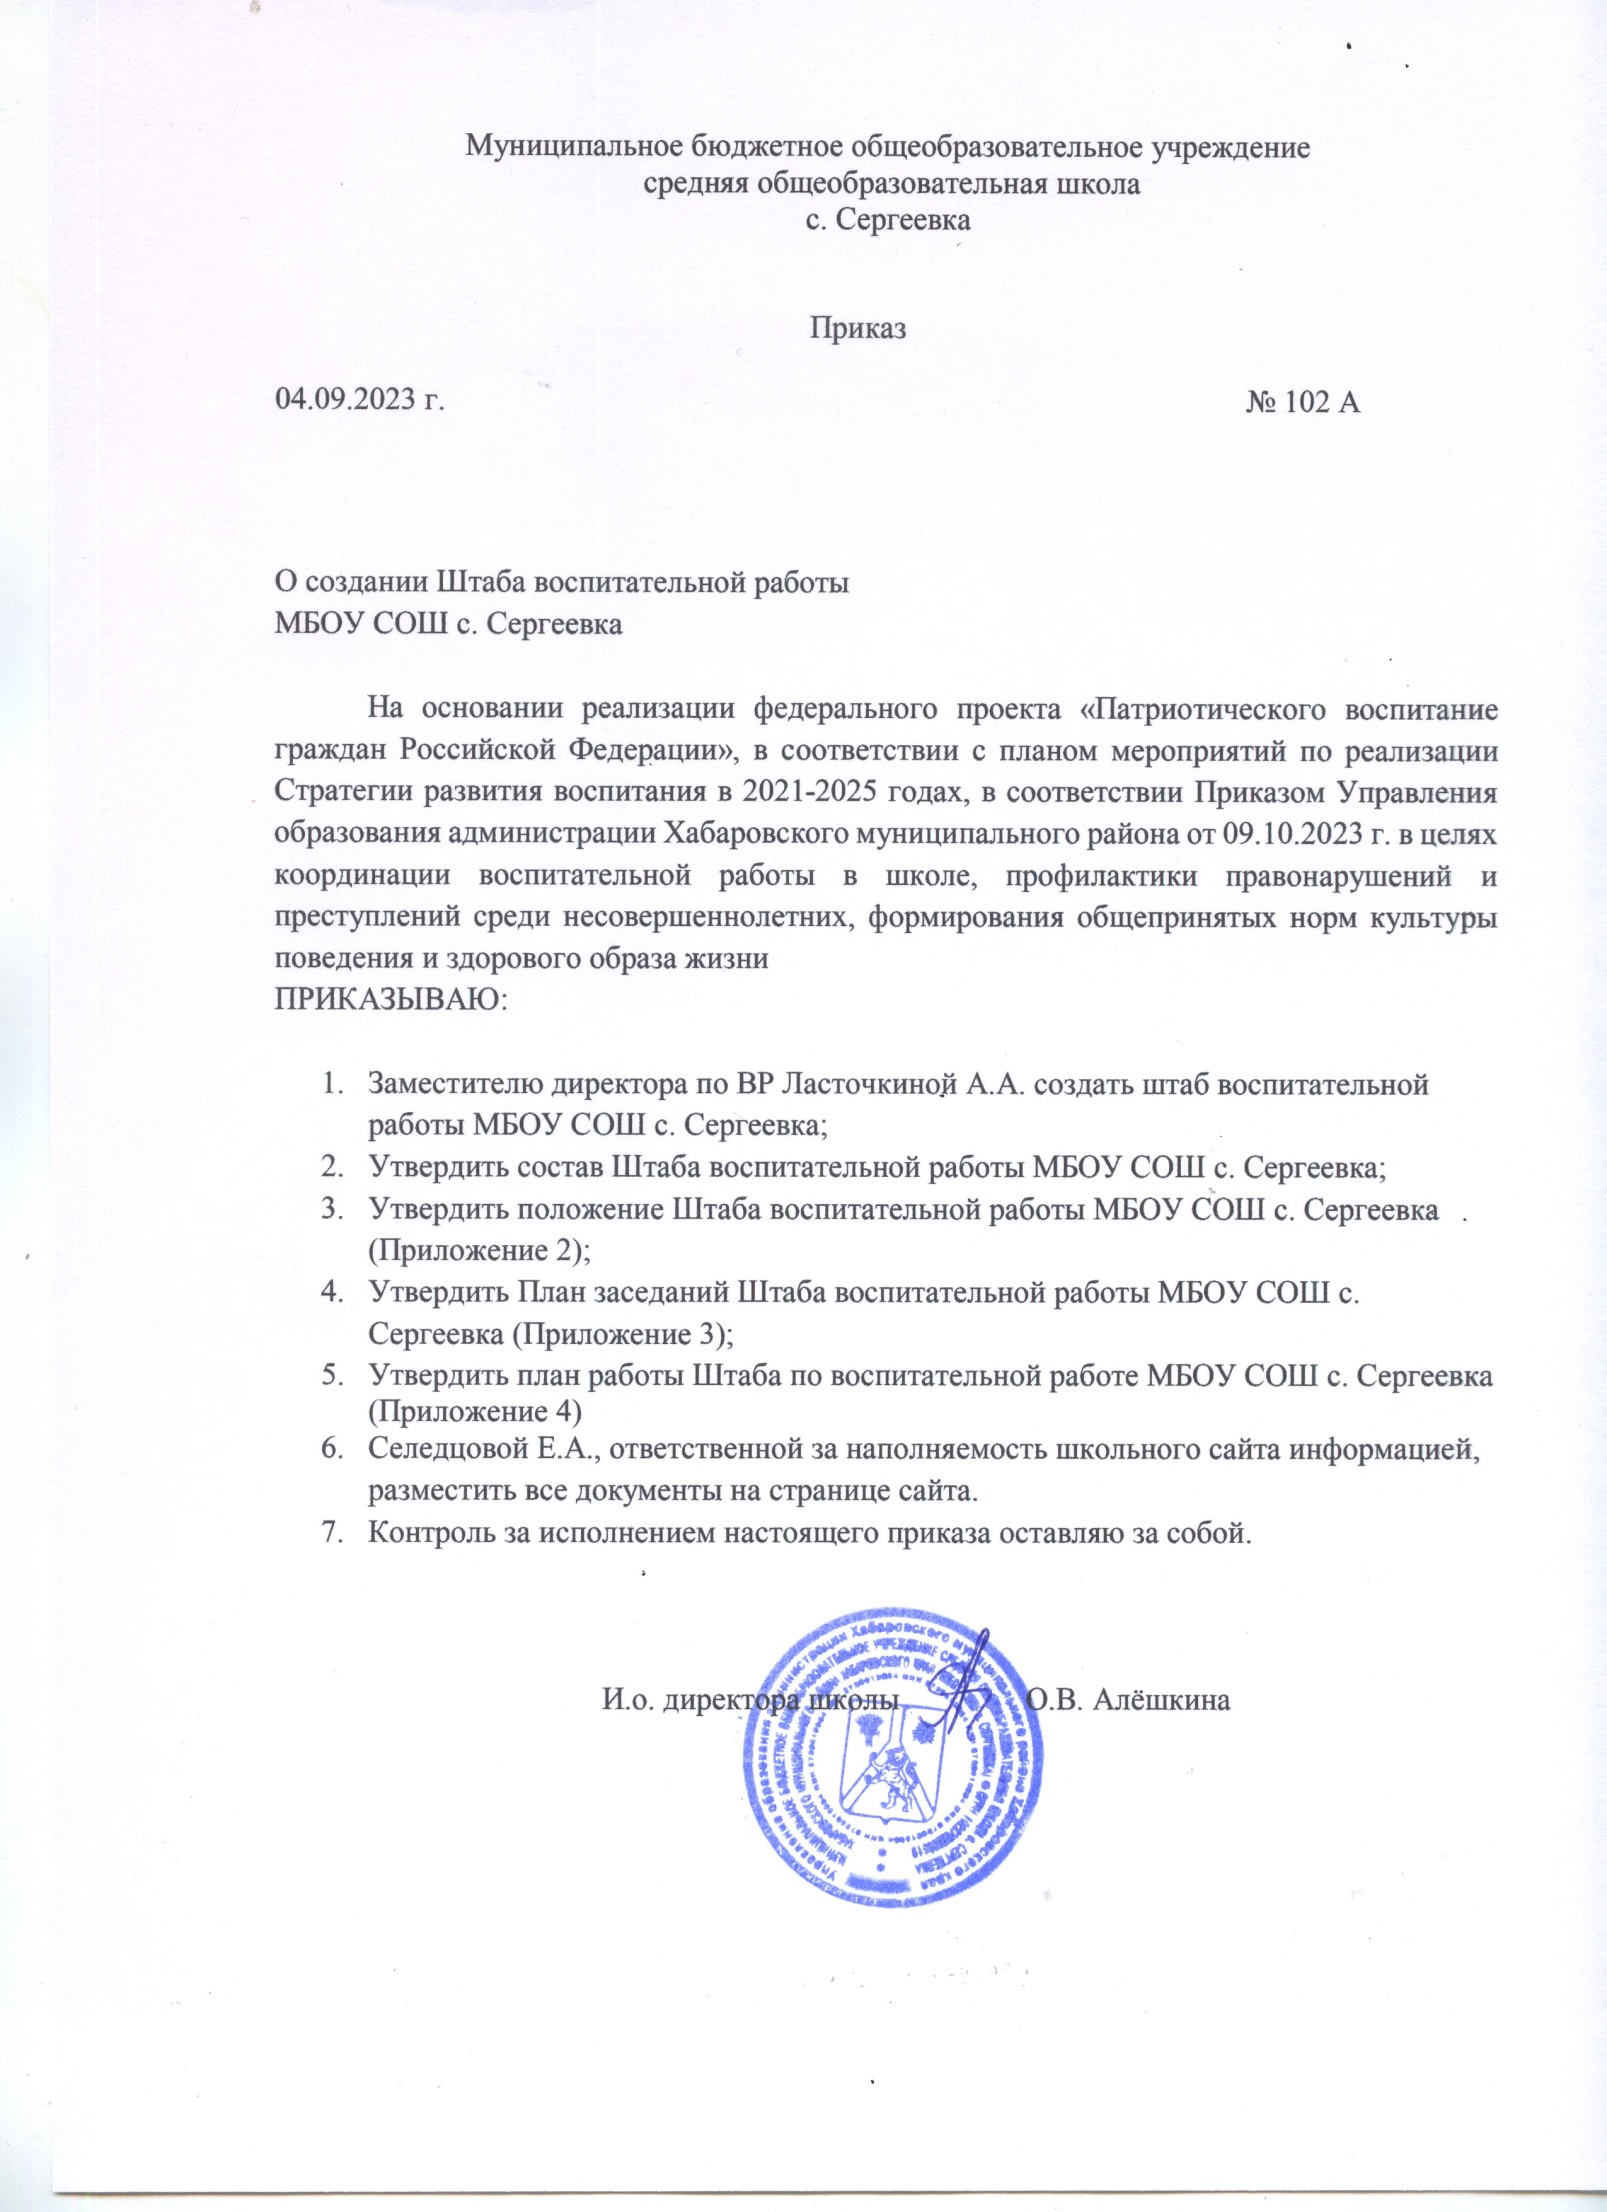 Муниципальное бюджетное общеобразовательное учреждение
средняя общеобразовательная школа
с. Сергеевка
Приказ
04.09.2023 г. № 102 А
О создании Штаба воспитательной работы
МБОУ СОШ с. Сергеевка
На основании реализации федерального проекта «Патриотического воспитание
граждан Российской Федерации», в соответствии с планом мероприятий по реализации
Стратегии развития воспитания в 2021-2025 годах, в соответствии Приказом Управления
образования администрации Хабаровского муниципального района от 09.10.2023 г. в целях
координации воспитательной работы в школе, профилактики правонарушений и
преступлений среди несовершеннолетних, формирования общепринятых норм культуры
поведения и здорового образа жизни
ПРИКАЗЫВАЮ:
1. Заместителю директора по ВР Ласточкиной А.А. создать штаб воспитательной
работы МБОУ СОШ с. Сергеевка;
2. Утвердить состав Штаба воспитательной работы МБОУ СОШ с. Сергеевка;
3. Утвердить положение Штаба воспитательной работы МБОУ СОШ с. Сергеевка
(Приложение 2);
4. Утвердить План заседаний Штаба воспитательной работы МБОУ СОШ с.
Сергеевка (Приложение 3);
5. Утвердить план работы Штаба по воспитательной работе МБОУ СОШ с. Сергеевка
(Приложение 4)
6. Селедцовой Е.А., ответственной за наполняемость школьного сайта информацией,
разместить все документы на странице сайта.
7. Контроль за исполнением настоящего приказа оставляю за собой.
И.о. директора школы О.В. Алёшкина
Управление образования администрации Хабаровского муниципального района Хабаровского края